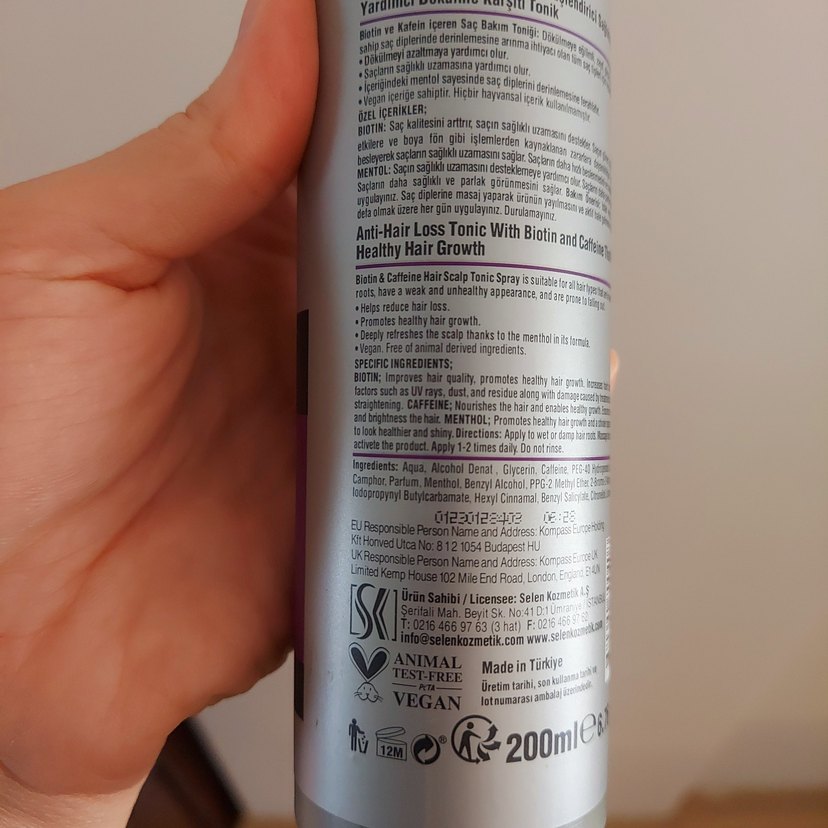 Yardımcı Dökülme Karşıtı Tonik
Biotin ve Kafein içeren Saç Bakım Toniği: Dökülmeye eğilimli,
sahip saç diplerinde derinlemesine arınma ihtiyacı olan tüm saç
• Dökülmeyi azaltmaya yardımcı olur.
• Saçların sağlıklı uzamasına yardımcı olur.
• İçeriğindeki mentol sayesinde saç diplerini derinlemesine ferahlatır.
• Vegan içeriğe sahiptir. Hiçbir hayvansal içerik kullanılmamıştır.
ÖZEL İÇERİKLER;
BIOTIN: Saç kalitesini arttrır, saçın sağlıklı uzamasını destekler.
etkilere ve boya fön gibi işlemlerden kaynaklanan zararlara
besleyerek saçların sağlıklı uzamasını sağlar. Saçların daha hızlı
MENTOL: Saçın sağlıklı uzamasını desteklemeye yardımcı olur.
Saçların daha sağlıklı ve parlak görünmesini sağlar. Bakım
uygulayınız. Saç diplerine masaj yaparak ürünün yayılmasını ve aktif
defa olmak üzere her gün uygulayınız. Durulamayınız.
Anti-Hair Loss Tonic With Biotin and Caffeine
Healthy Hair Growth
Biotin & Caffeine Hair Scalp Tonic Spray is suitable for all hair types
roots, have a weak and unhealthy appearance, and are prone to falling out.
• Helps reduce hair loss.
• Promotes healthy hair growth.
• Deeply refreshes the scalp thanks to the menthol in its formula.
• Vegan. Free of animal derived ingredients.
SPECIFIC INGREDIENTS;
BIOTIN; Improves hair quality, promotes healthy hair growth. Increases
factors such as UV rays, dust, and residue along with damage caused by
straightening. CAFFEINE; Nourishes the hair and enables healthy growth.
and brightness the hair. MENTHOL; Promotes healthy hair growth and
to look healthier and shiny. Directions: Apply to wet or damp hair roots.
activete the product. Apply 1-2 times daily. Do not rinse.
Ingredients: Aqua, Alcohol Denat., Glycerin, Caffeine, PEG-40
Camphor, Parfum, Menthol, Benzyl Alcohol, PPG-2 Methyl Ether,
Iodopropynyl Butylcarbamate, Hexyl Cinnamal, Benzyl Salicylate,
EU Responsible Person Name and Address: Kompass Europe
Kft Honved Utca No: 8 1 2 1054 Budapest HU
UK Responsible Person Name and Address: Kompass Europe UK
Limited Kemp House 102 Mile End Road, London, England, E1 4UN
SK Ürün Sahibi / Licensee: Selen Kozmetik A.Ş
Şerifali Mah. Beyit Sk. No:41 D:1 Ümraniye
T: 0216 466 97 63 (3 hat) F: 0216 466 97 62
info@selenkozmetik.com www.selenkozmetik.com
ANIMAL
TEST-FREE
PETA
VEGAN
Made in Türkiye
Üretim tarihi, son kullanma tarihi ve
lot numarası ambalaj üzerindedir.
12M
200ml e